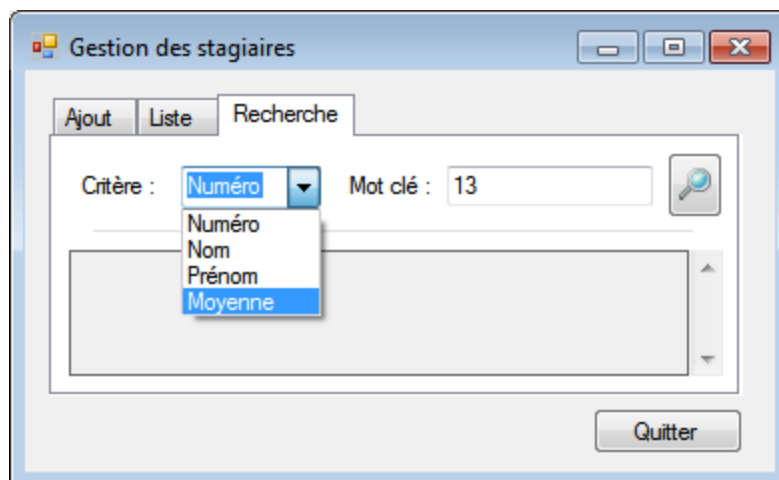 Gestion des stagiaires
Ajout Liste Recherche
Critère : Numéro Mot clé : 13
Numéro
Nom
Prénom
Moyenne
Quitter